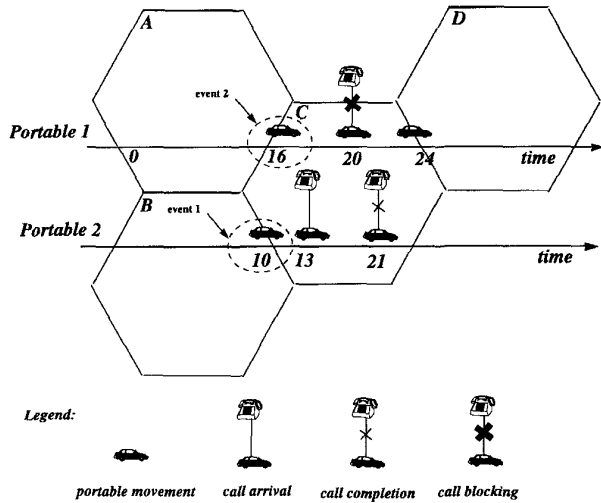 A
D
event 2
C
Portable 1
0
16
20
24
time
B
event 1
Portable 2
10
13
21
time
Legend:
portable movement
call arrival
call completion
call blocking